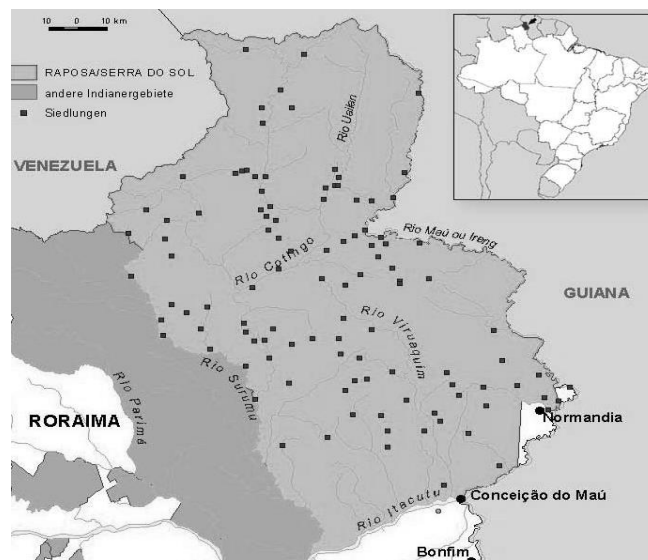 10 0 10 km
RAPOSA/SERRA DO SOL
andere Indianergebiete
Siedlungen
VENEZUELA
Rio Uailan
Rio Maú ou Ireng
Rio Cotingo
GUIANA
Rio Viruaquim
Rio Surumu
Rio Parimá
RORAIMA
Normandia
Conceição do Maú
Rio Itacutu
Bonfim